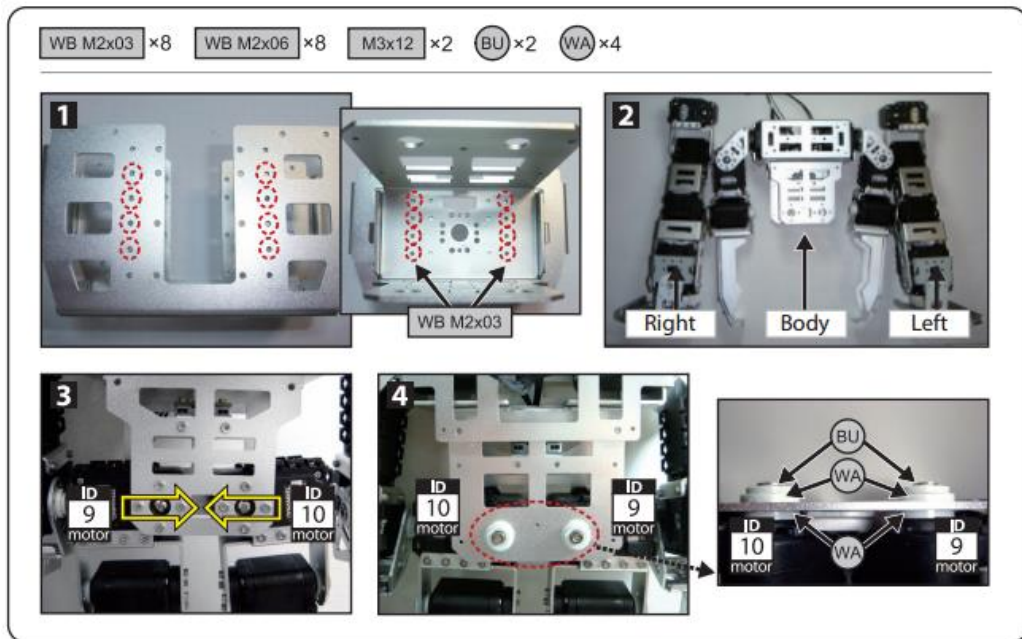 WB M2x03 ×8 WB M2x06 ×8 M3x12 ×2 BU ×2 WA ×4
1
WB M2x03
2
Right Body Left
3
ID 9 motor
ID 10 motor
4
ID 10 motor
ID 9 motor
BU
WA
WA
ID 10 motor
ID 9 motor